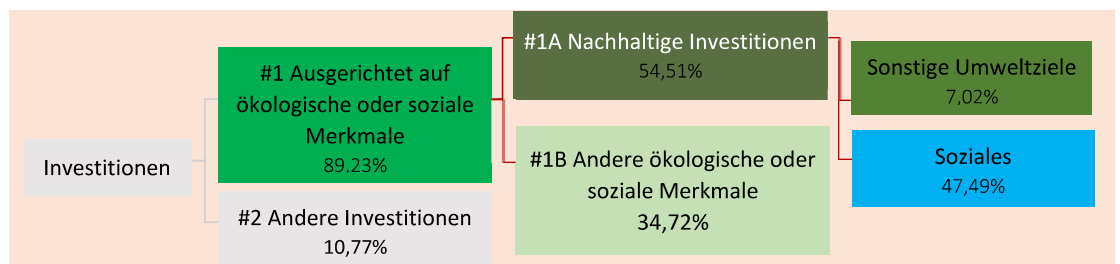 Investitionen
#1 Ausgerichtet auf
ökologische oder soziale
Merkmale
89,23%
#2 Andere Investitionen
10,77%
#1A Nachhaltige Investitionen
54,51%
#1B Andere ökologische oder
soziale Merkmale
34,72%
Sonstige Umweltziele
7,02%
Soziales
47,49%